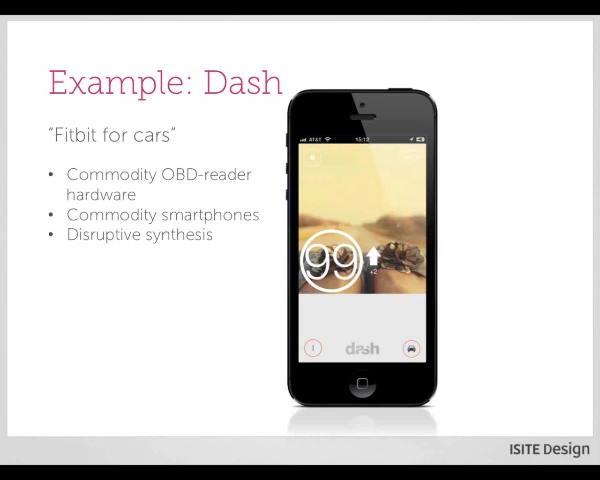 Example: Dash
"Fitbit for cars"
• Commodity OBD-reader
hardware
• Commodity smartphones
• Disruptive synthesis
AT&T
15:12
99
+2
dash
ISITE Design